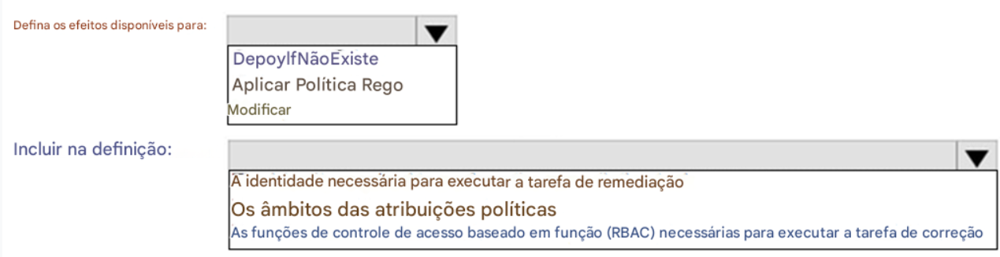 Defina os efeitos disponíveis para:
DepoylfNãoExiste
Aplicar Política Rego
Modificar
Incluir na definição:
A identidade necessária para executar a tarefa de remediação
Os âmbitos das atribuições políticas
As funções de controle de acesso baseado em função (RBAC) necessárias para executar a tarefa de correção